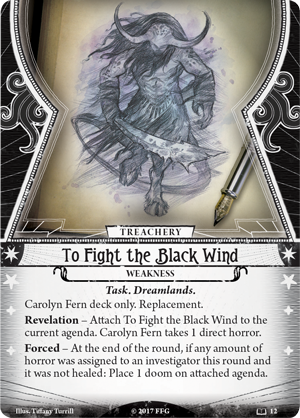 TREACHERY
To Fight the Black Wind
WEAKNESS
Task. Dreamlands.
Carolyn Fern deck only. Replacement.
Revelation – Attach To Fight the Black Wind to the
current agenda. Carolyn Fern takes 1 direct horror.
Forced – At the end of the round, if any amount of
horror was assigned to an investigator this round and
it was not healed: Place 1 doom on attached agenda.
Illus. Tiffany Turrill
© 2017 FFG
12